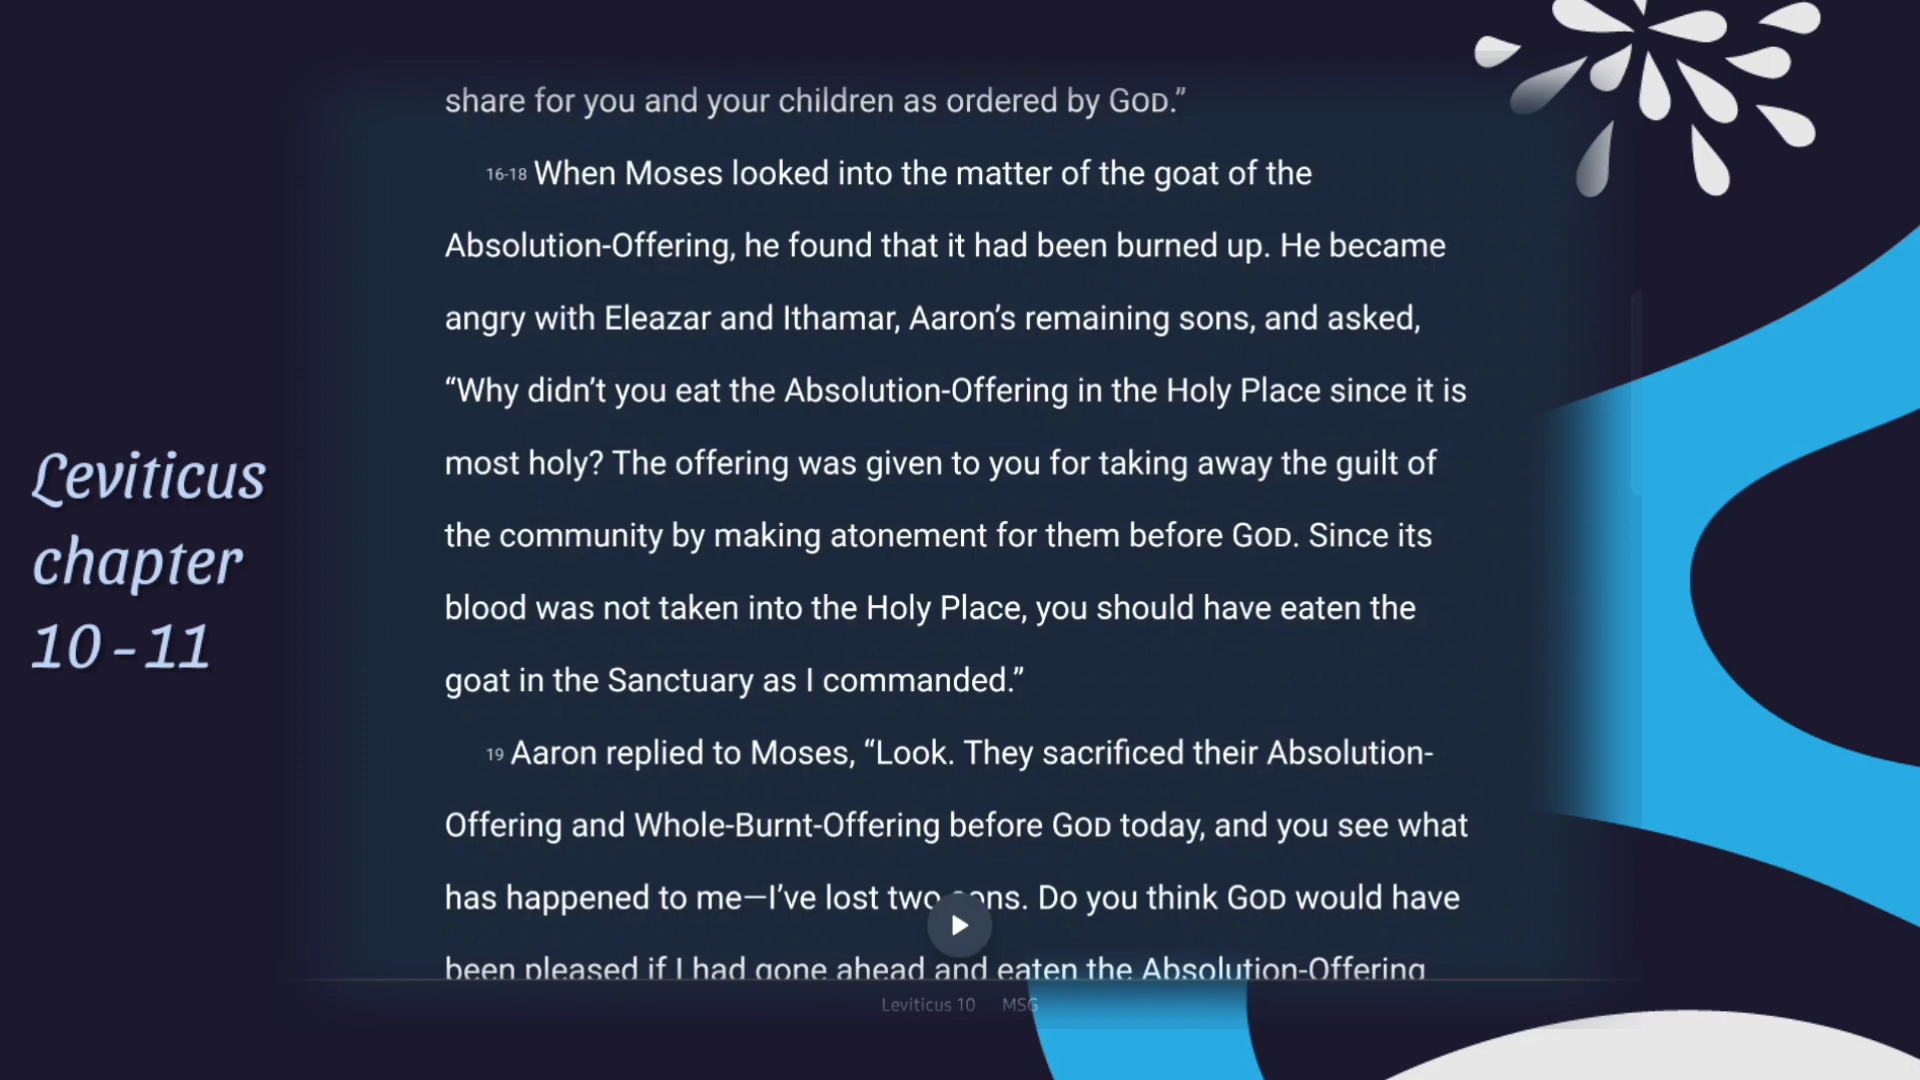 share for you and your children as ordered by GOD.”
16-18 When Moses looked into the matter of the goat of the
Absolution-Offering, he found that it had been burned up. He became
angry with Eleazar and Ithamar, Aaron’s remaining sons, and asked,
“Why didn’t you eat the Absolution-Offering in the Holy Place since it is
most holy? The offering was given to you for taking away the guilt of
the community by making atonement for them before GOD. Since its
blood was not taken into the Holy Place, you should have eaten the
goat in the Sanctuary as I commanded.”
19 Aaron replied to Moses, “Look. They sacrificed their Absolution-
Offering and Whole-Burnt-Offering before GOD today, and you see what
has happened to me—I’ve lost two sons. Do you think GOD would have
been pleased if I had gone ahead and eaten the Absolution-Offering
Leviticus
chapter
10-11
Leviticus 10 MSG